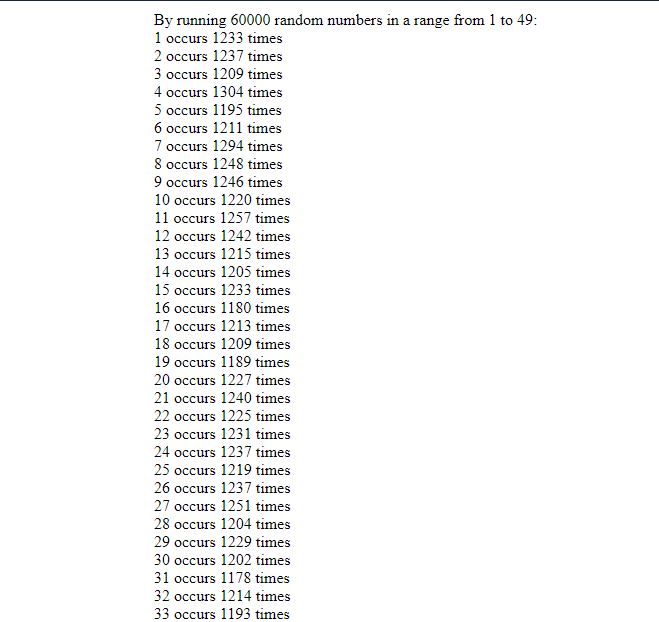 By running 60000 random numbers in a range from 1 to 49:
1 occurs 1233 times
2 occurs 1237 times
3 occurs 1209 times
4 occurs 1304 times
5 occurs 1195 times
6 occurs 1211 times
7 occurs 1294 times
8 occurs 1248 times
9 occurs 1246 times
10 occurs 1220 times
11 occurs 1257 times
12 occurs 1242 times
13 occurs 1215 times
14 occurs 1205 times
15 occurs 1233 times
16 occurs 1180 times
17 occurs 1213 times
18 occurs 1209 times
19 occurs 1189 times
20 occurs 1227 times
21 occurs 1240 times
22 occurs 1225 times
23 occurs 1231 times
24 occurs 1237 times
25 occurs 1219 times
26 occurs 1237 times
27 occurs 1251 times
28 occurs 1204 times
29 occurs 1229 times
30 occurs 1202 times
31 occurs 1178 times
32 occurs 1214 times
33 occurs 1193 times